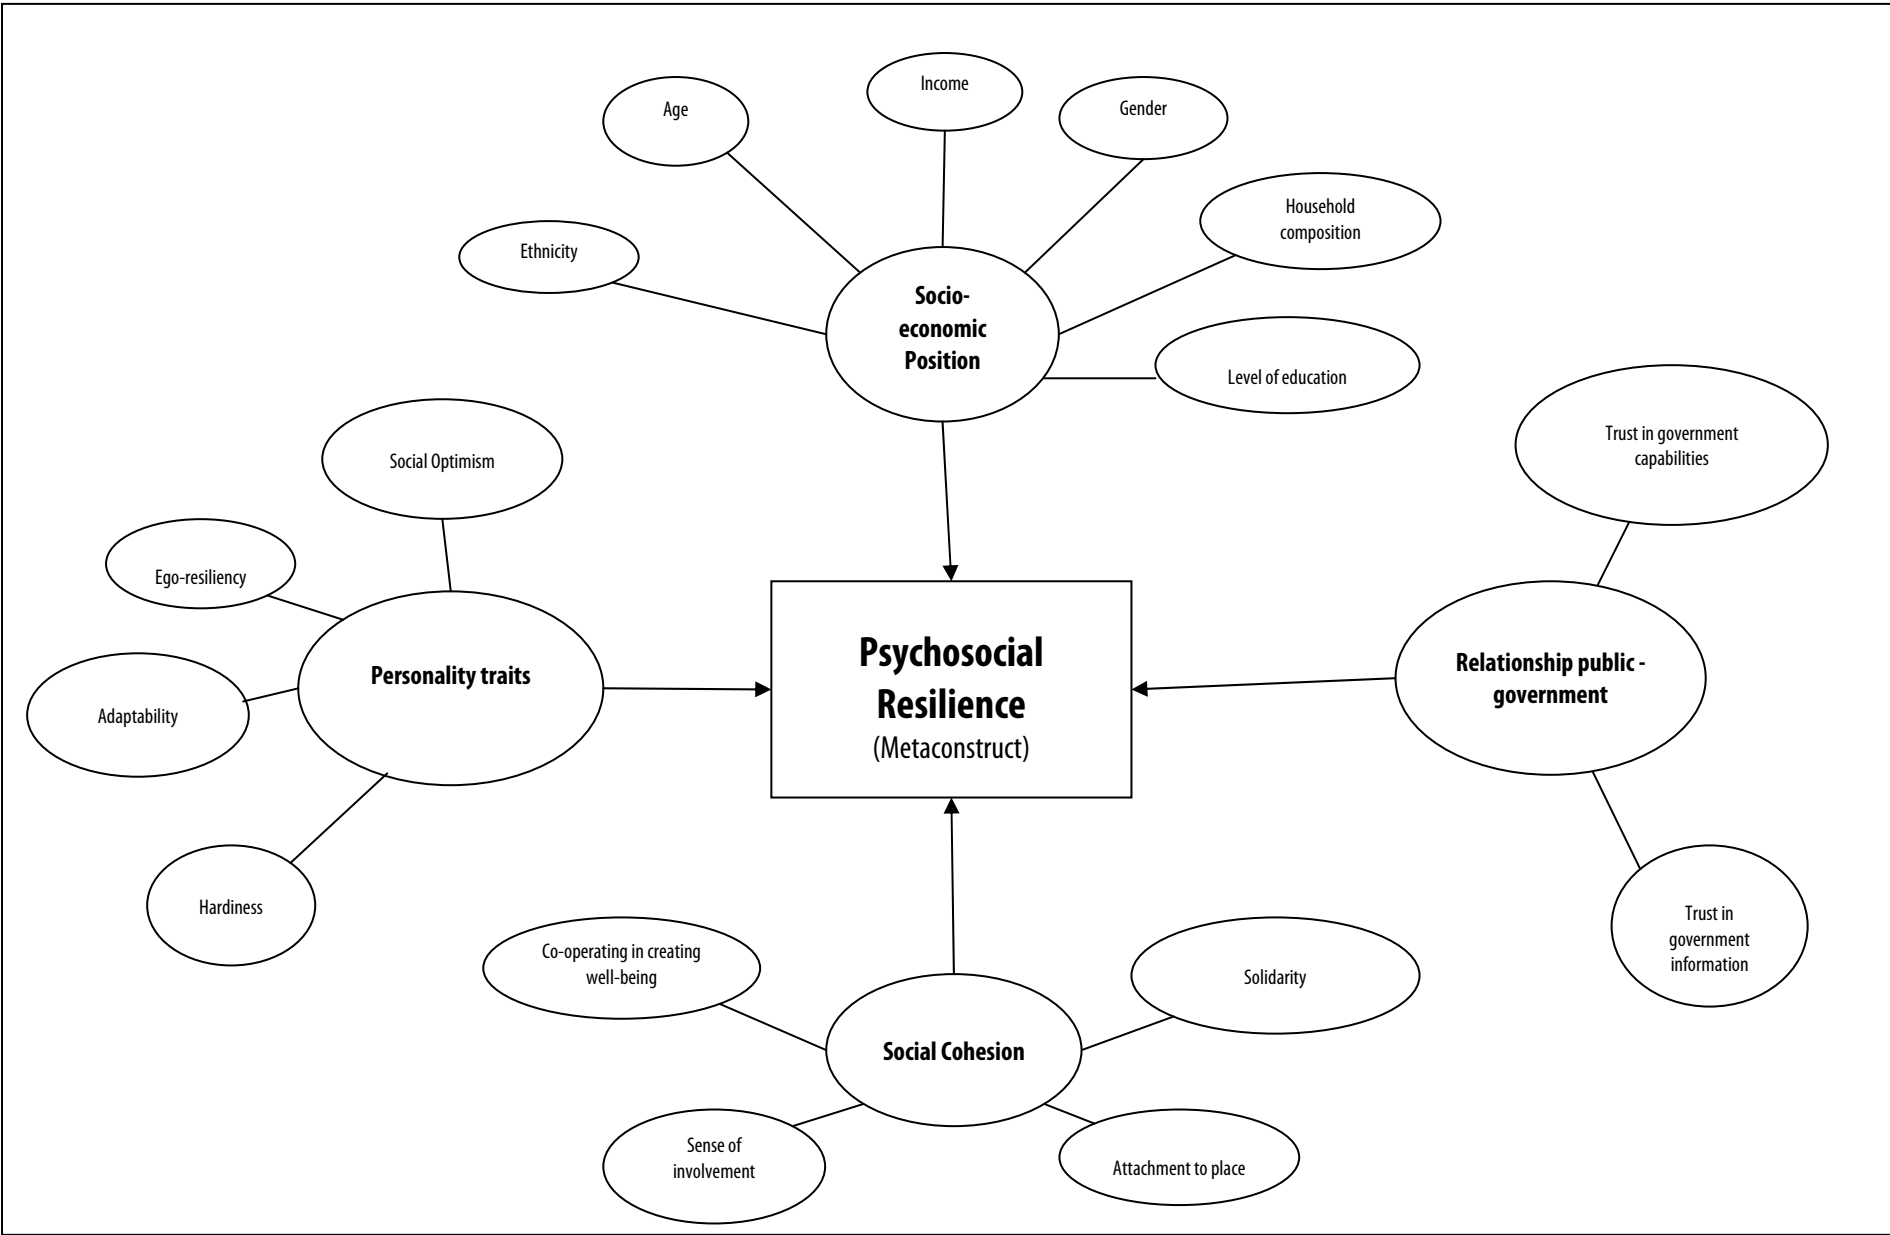 Income
Age
Gender
Household
composition
Ethnicity
Socio-
economic
Position
Level of education
Trust in government
capabilities
Social Optimism
Ego-resiliency
Personality traits
Adaptability
Hardiness
Psychosocial
Resilience
(Metaconstruct)
Relationship public -
government
Trust in
government
information
Co-operating in creating
well-being
Solidarity
Social Cohesion
Sense of
involvement
Attachment to place